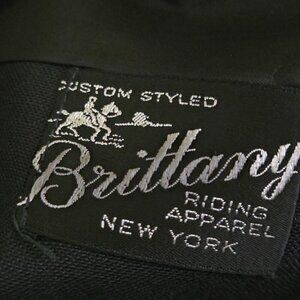 CUSTOM STYLED
Brittany
RIDING
APPAREL
NEW YORK